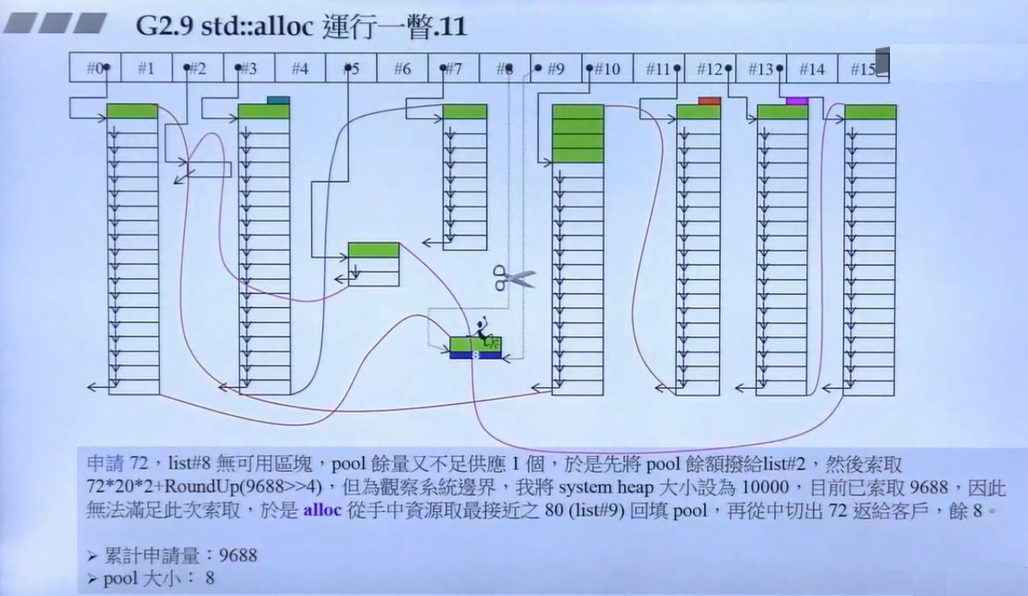 G2.9 std::alloc 運行一瞥.11
#0 #1 #2 #3 #4 #5 #6 #7 #8 #9 #10 #11 #12 #13 #14 #15
8
申請 72，list#8 無可用區塊，pool 餘量又不足供應 1 個，於是先將 pool 餘額撥給list#2，然後索取
72*20*2+RoundUp(9688>>4)，但為觀察系統邊界，我將 system heap 大小設為 10000，目前已索取 9688，因此
無法滿足此次索取，於是 alloc 從手中資源取最接近之 80 (list#9) 回填 pool，再從中切出 72 返給客戶，餘 8。
➢ 累計申請量：9688
➢ pool 大小： 8